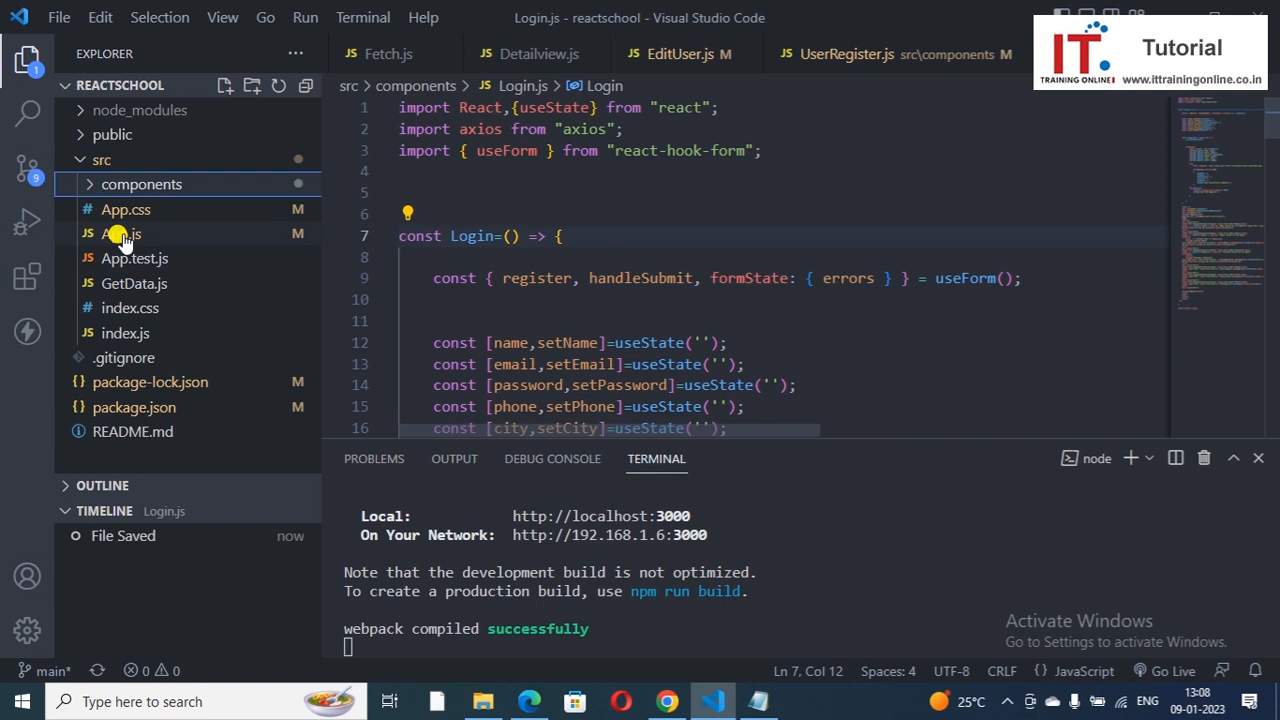 File Edit Selection View Go Run Terminal Help
Login.js - reactschool - Visual Studio Code
IT.
TRAINING ONLINE
Tutorial
www.ittrainingonline.co.in
EXPLORER
REACTSCHOOL
node_modules
public
src
components
App.css M
M
App.test.js
GetData.js
index.css
index.js
.gitignore
package-lock.json M
package.json M
README.md
OUTLINE
TIMELINE Login.js
File Saved now
1
9
Fetch.js Detailview.js EditUser.js M UserRegister.js src\components M
src > components > JS Login.js > Login
1 import React,{useState} from "react";
2 import axios from "axios";
3 import { useForm } from "react-hook-form";
4
5
6
7 const Login=() => {
8
9 const { register, handleSubmit, formState: { errors } } = useForm();
10
11
12 const [name,setName]=useState('');
13 const [email,setEmail]=useState('');
14 const [password,setPassword]=useState('');
15 const [phone,setPhone]=useState('');
16 const [city,setCity]=useState('');
PROBLEMS OUTPUT DEBUG CONSOLE TERMINAL
node
Local: http://localhost:3000
On Your Network: http://192.168.1.6:3000
Note that the development build is not optimized.
To create a production build, use npm run build.
webpack compiled successfully
Activate Windows
Go to Settings to activate Windows.
main* 0 0
Ln 7, Col 12 Spaces: 4 UTF-8 CRLF {} JavaScript Go Live
Type here to search
25°C ENG
13:08
09-01-2023